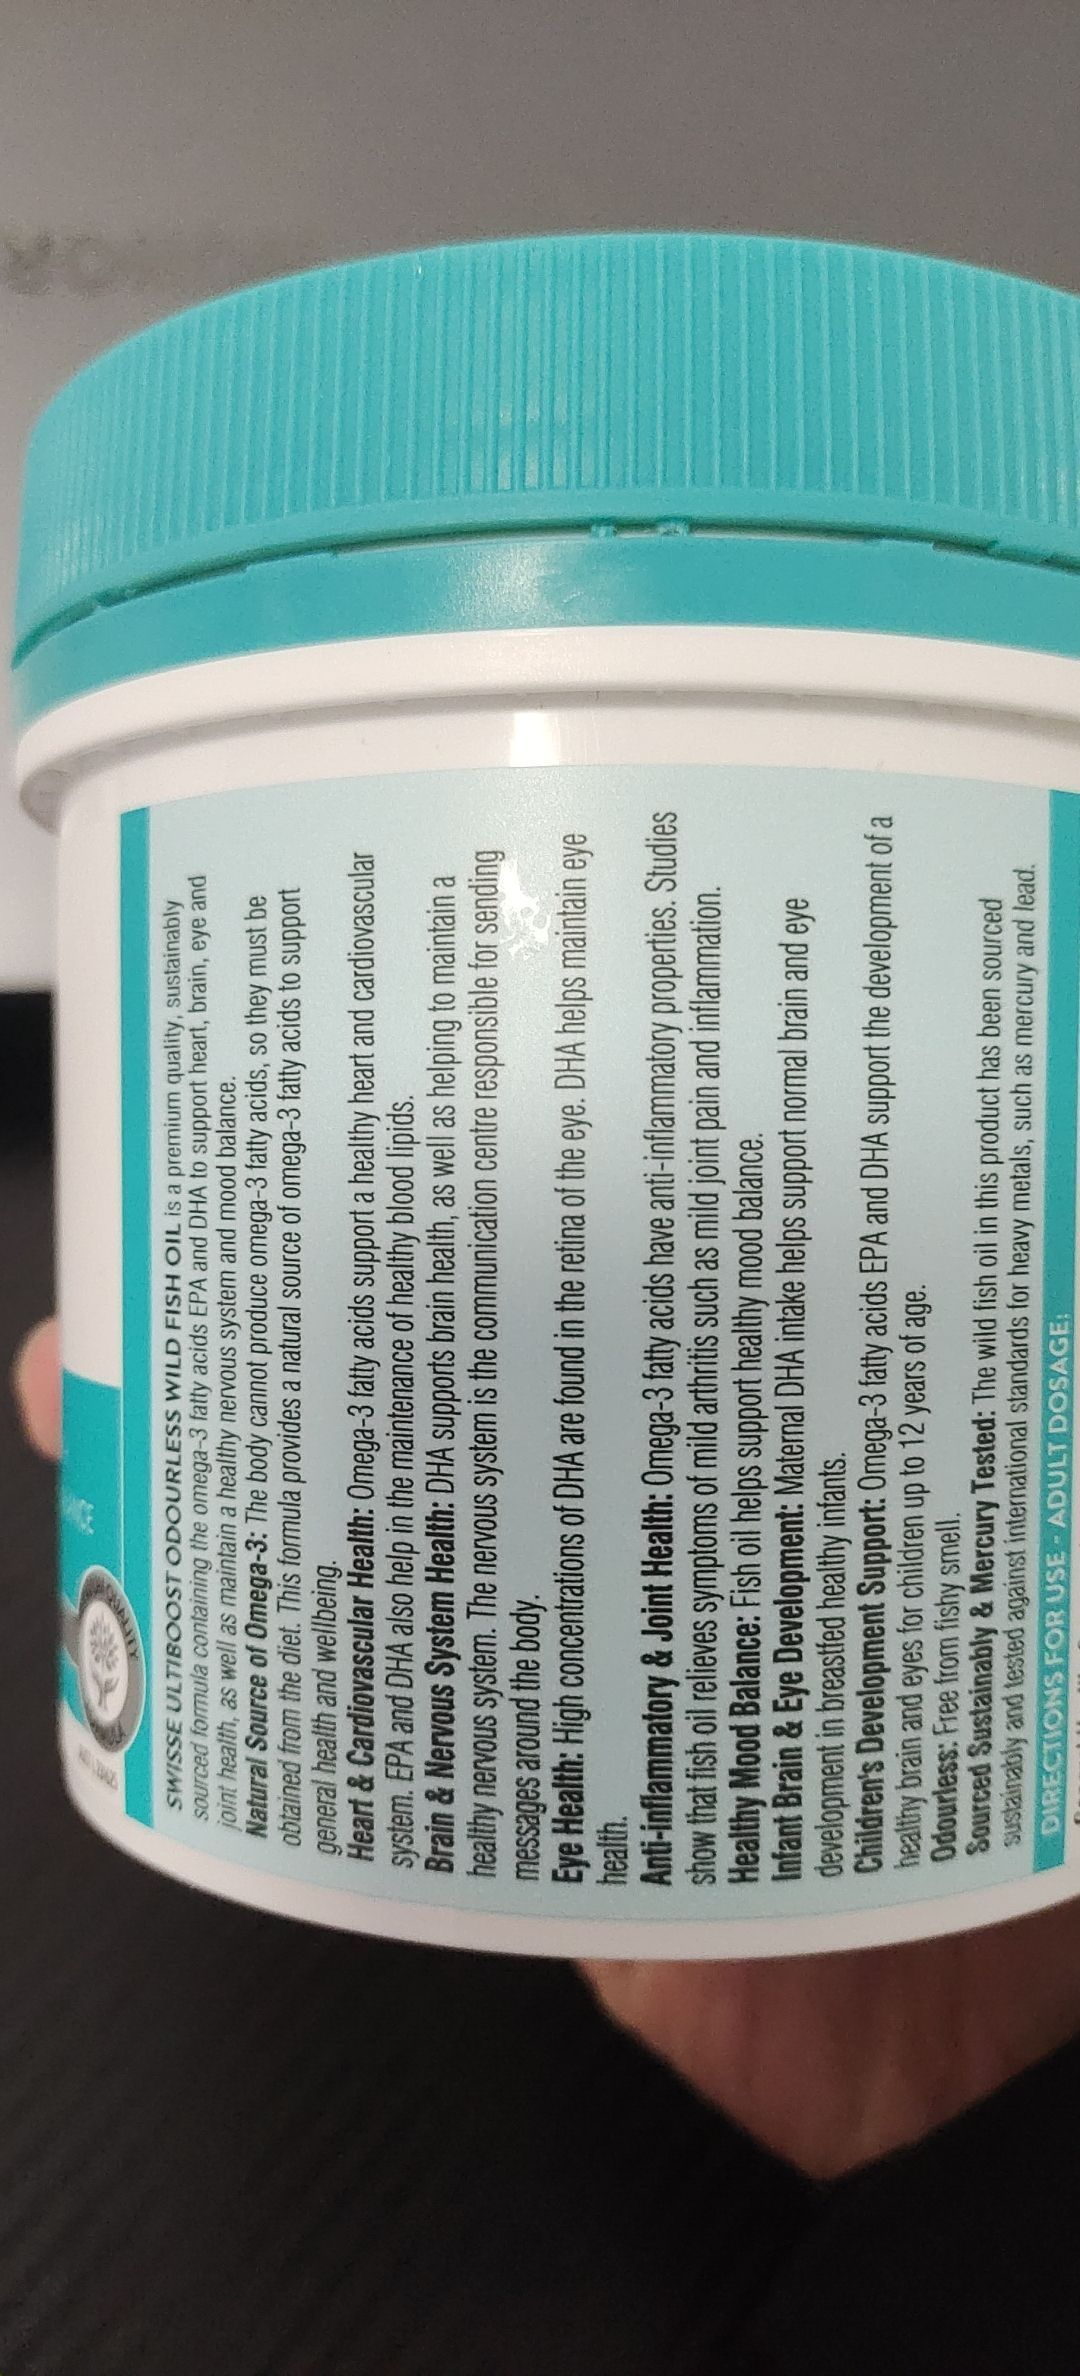 SWISSE ULTIBOOST ODOURLESS WILD FISH OIL is a premium quality, sustainably
sourced formula containing the omega-3 fatty acids EPA and DHA to support heart, brain, eye and
joint health, as well as maintain a healthy nervous system and mood balance.
Natural Source of Omega-3: The body cannot produce omega-3 fatty acids, so they must be
obtained from the diet. This formula provides a natural source of omega-3 fatty acids to support
general health and wellbeing.
Heart & Cardiovascular Health: Omega-3 fatty acids support a healthy heart and cardiovascular
system. EPA and DHA also help in the maintenance of healthy blood lipids.
Brain & Nervous System Health: DHA supports brain health, as well as helping to maintain a
healthy nervous system. The nervous system is the communication centre responsible for sending
messages around the body.
Eye Health: High concentrations of DHA are found in the retina of the eye. DHA helps maintain eye
health.
Anti-inflammatory & Joint Health: Omega-3 fatty acids have anti-inflammatory properties. Studies
show that fish oil relieves symptoms of mild arthritis such as mild joint pain and inflammation.
Healthy Mood Balance: Fish oil helps support healthy mood balance.
Infant Brain & Eye Development: Maternal DHA intake helps support normal brain and eye
development in breastfed healthy infants.
Children's Development Support: Omega-3 fatty acids EPA and DHA support the development of a
healthy brain and eyes for children up to 12 years of age.
Odourless: Free from fishy smell.
Sourced Sustainably & Mercury Tested: The wild fish oil in this product has been sourced
sustainably and tested against international standards for heavy metals, such as mercury and lead.
DIRECTIONS FOR USE - ADULT DOSAGE: